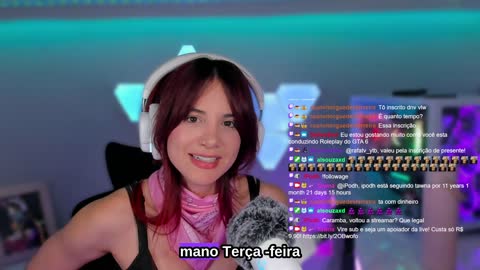 Tô inscrito dnv vlw
É quanto tempo?
Essa inscrição
Eu estou gostando muito como você esta
conduzindo Roleplay do GTA 6
@rafalv_ytb, valeu pela inscrição de presente!
alsouzaxd
!followage
@iPodh, ipodh está seguindo tawna por 11 years 1
month 21 days 15 hours
ta com dinheiro
alsouzaxd
Caramba, voltou a streamar? Que legal
Vire sub e seja um apoiador da live! Custa só R$
mano Terça -feira